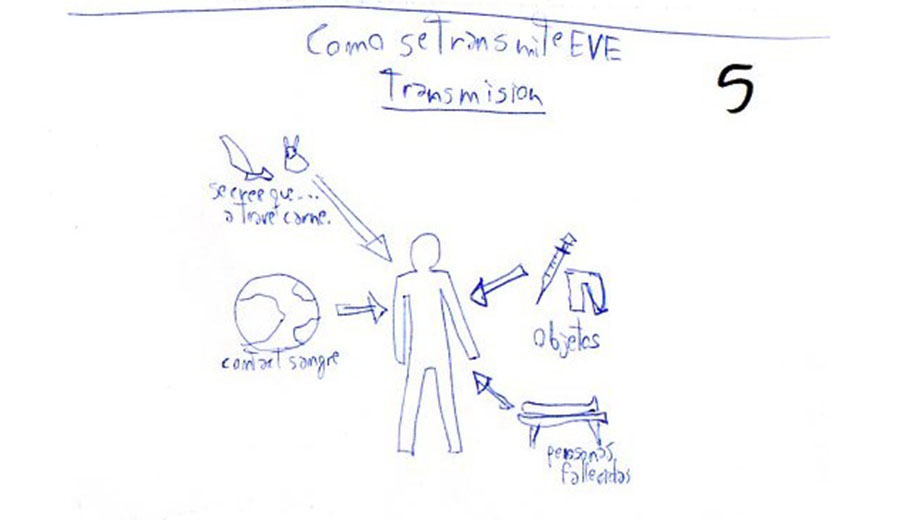 Como se transmite EVE
Transmision
5
se cree que...
a travé carne.
contact sangre
objetos
personas
fallecidas